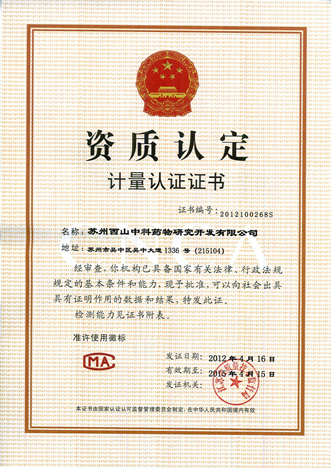 资质认定
计量认证证书
证书编号:2012100268S
名称:苏州西山中科药物研究开发有限公司
地址:苏州市吴中区吴中大道1336号(215104)
经审查,你机构已具备国家有关法律、行政法规
规定的基本条件和能力,现予批准,可以向社会出具
具有证明作用的数据和结果,特发此证。
检测能力见证书附表。
准许使用徽标
MA
发证日期:2012年4月16日
有效期至:2015年4月15日
发证机关:
本证书由国家认证认可监督管理委员会制定,在中华人民共和国境内有效